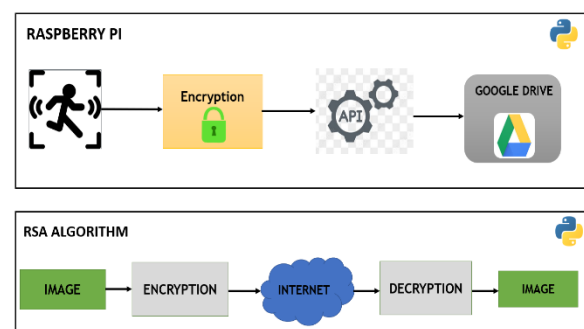 RASPBERRY PI
Encryption
API
GOOGLE DRIVE
RSA ALGORITHM
IMAGE
ENCRYPTION
INTERNET
DECRYPTION
IMAGE